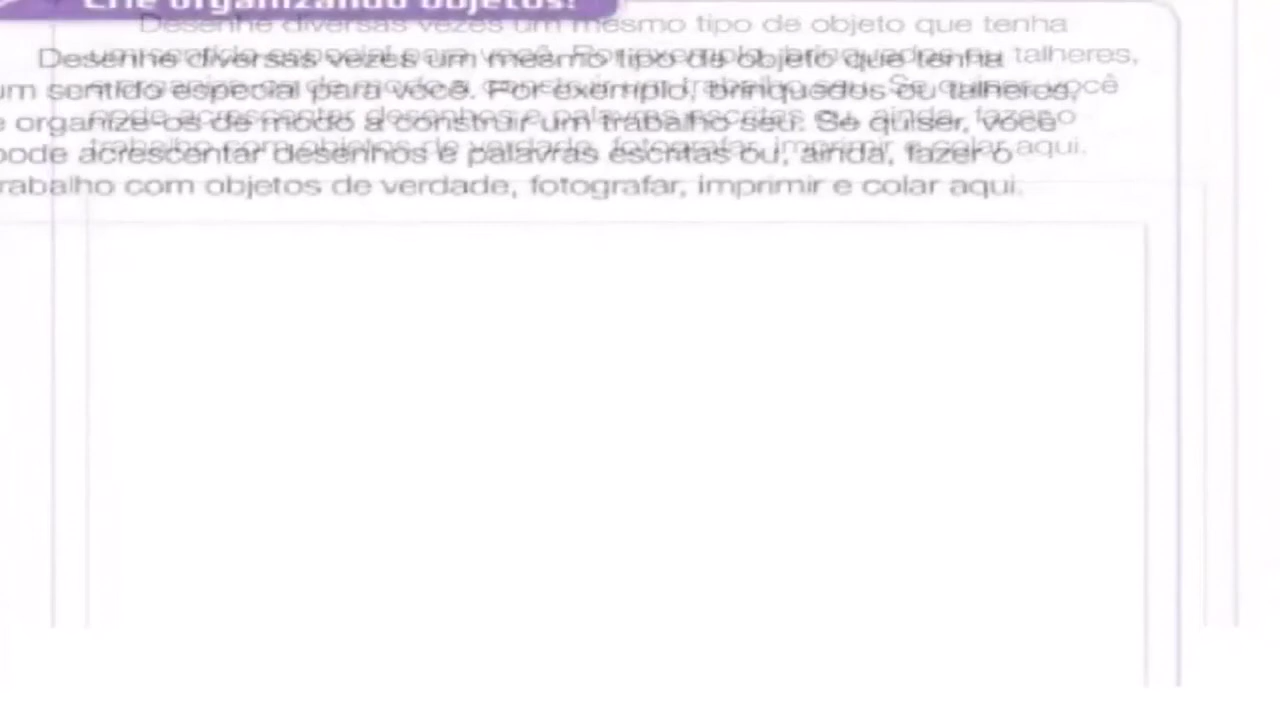 Crie organizando objetos!
Desenhe diversas vezes um mesmo tipo de objeto que tenha
um sentido especial para você. Por exemplo, brinquedos ou talheres,
e organize-os de modo a construir um trabalho seu. Se quiser, você
pode acrescentar desenhos e palavras escritas ou, ainda, fazer o
trabalho com objetos de verdade, fotografar, imprimir e colar aqui.